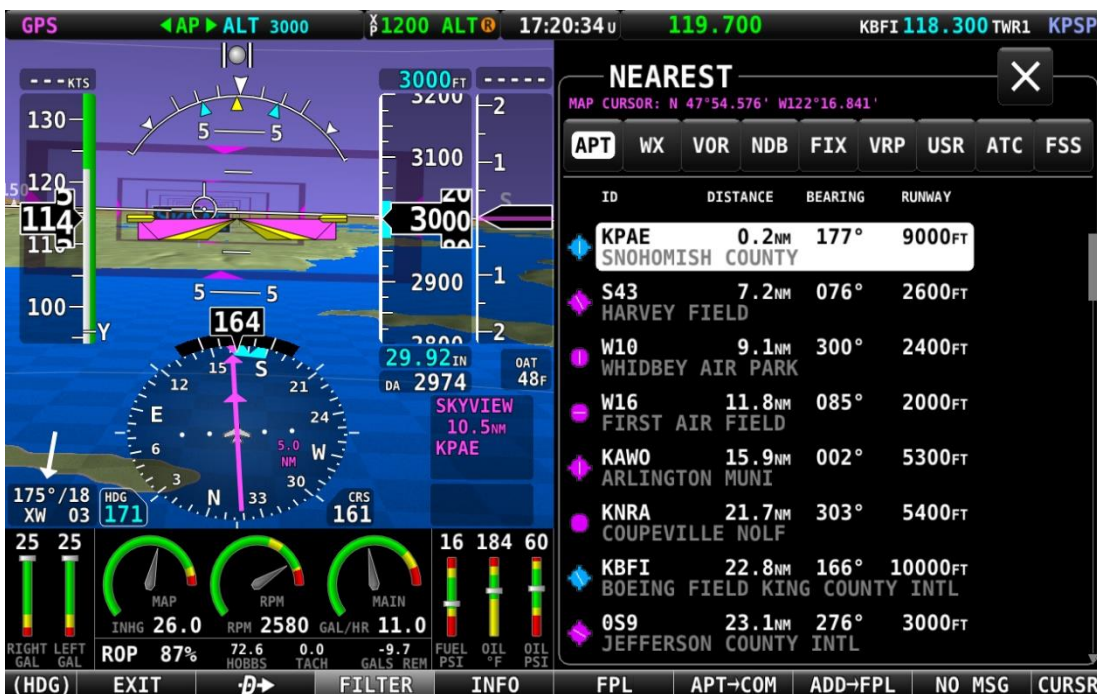 GPS ◀AP▶ ALT 3000 XP1200 ALT R 17:20:34 U 119.700 KBFI 118.300 TWR1 KPSP
---KTS
130
120
114
110
100
Y
5 5
5 5
3000FT
3200
3100
3000
2900
2800
-----
2
1
1
2
S
164
12 15 S 21 24 W 30 33 N 3 6 E
5.0 NM
29.92IN
DA 2974
OAT
48F
SKYVIEW
10.5NM
KPAE
175°/18
XW 03
HDG
171
CRS
161
25 25
RIGHT GAL
LEFT GAL
MAP
INHG 26.0
RPM
RPM 2580
MAIN
GAL/HR 11.0
16 184 60
FUEL PSI
OIL °F
OIL PSI
ROP 87%
72.6 HOBBS
0.0 TACH
-9.7 GALS REM
NEAREST
X
MAP CURSOR: N 47°54.576' W122°16.841'
APT WX VOR NDB FIX VRP USR ATC FSS
ID DISTANCE BEARING RUNWAY
KPAE 0.2NM 177° 9000FT
SNOHOMISH COUNTY
S43 7.2NM 076° 2600FT
HARVEY FIELD
W10 9.1NM 300° 2400FT
WHIDBEY AIR PARK
W16 11.8NM 085° 2000FT
FIRST AIR FIELD
KAWO 15.9NM 002° 5300FT
ARLINGTON MUNI
KNRA 21.7NM 303° 5400FT
COUPEVILLE NOLF
KBFI 22.8NM 166° 10000FT
BOEING FIELD KING COUNTY INTL
0S9 23.1NM 276° 3000FT
JEFFERSON COUNTY INTL
(HDG) EXIT D➔ FILTER INFO FPL APT→COM ADD→FPL NO MSG CURSR